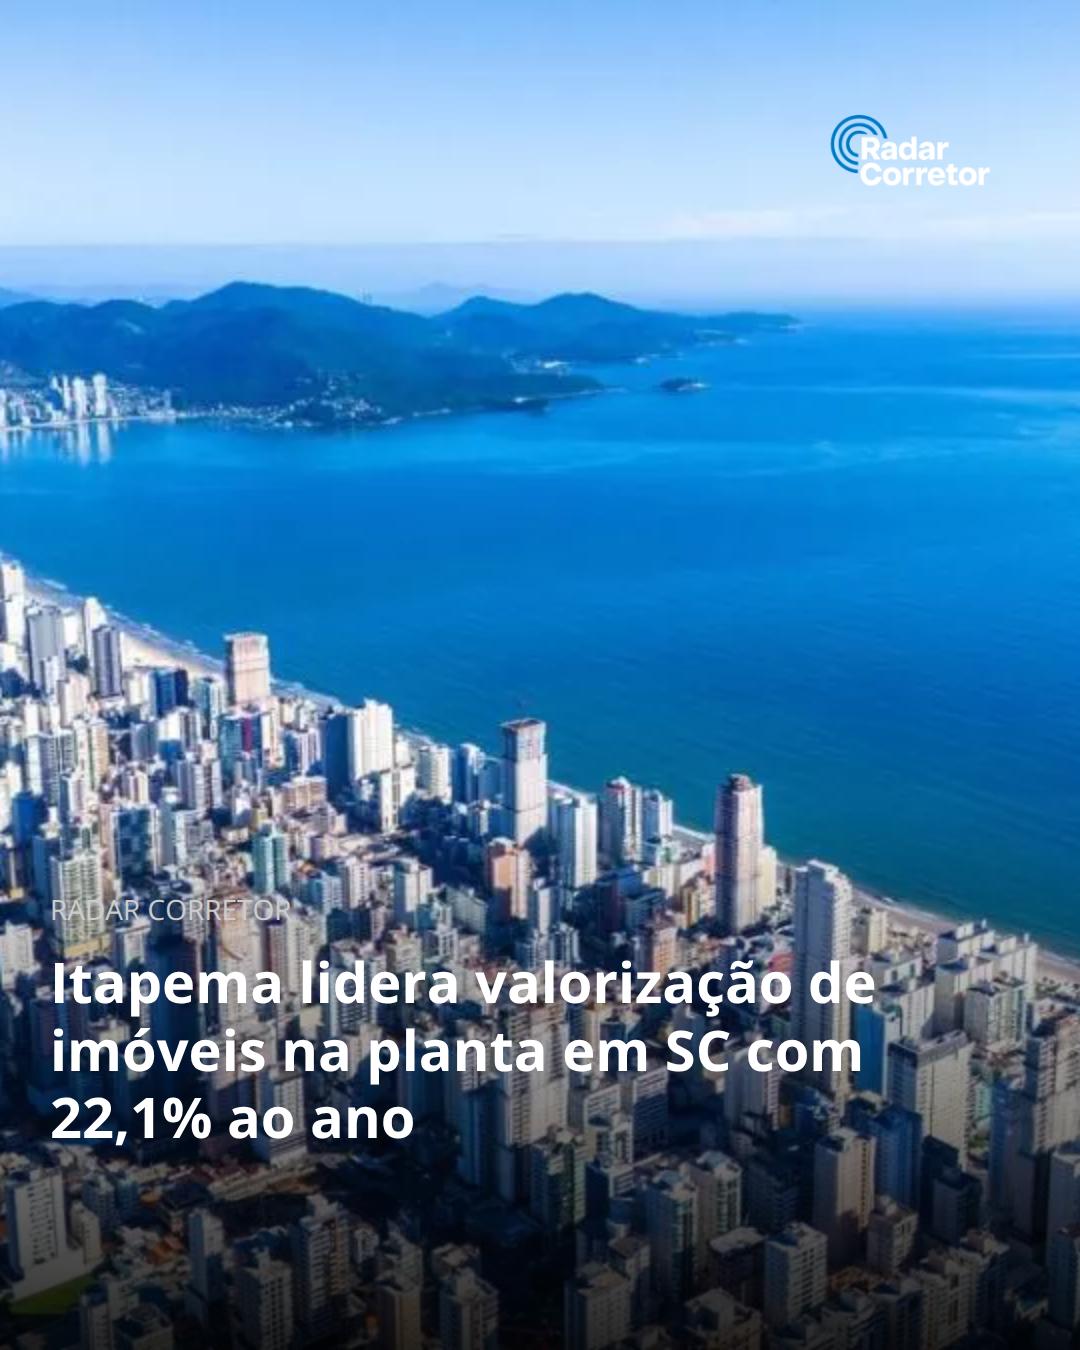 Radar
Corretor
RADAR CORRETOR
Itapema lidera valorização de
imóveis na planta em SC com
22,1% ao ano